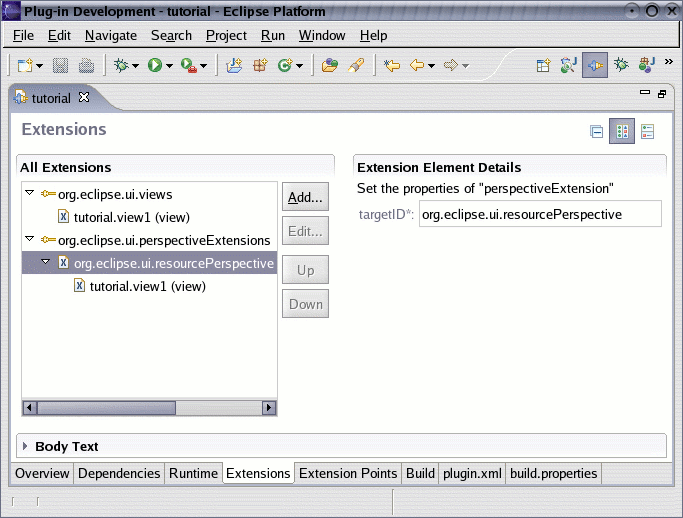 Plug-in Development - tutorial - Eclipse Platform
File Edit Navigate Search Project Run Window Help
tutorial
Extensions
All Extensions
org.eclipse.ui.views
tutorial.view1 (view)
org.eclipse.ui.perspectiveExtensions
org.eclipse.ui.resourcePerspective
tutorial.view1 (view)
Add...
Edit...
Up
Down
Extension Element Details
Set the properties of "perspectiveExtension"
targetID*: org.eclipse.ui.resourcePerspective
Body Text
Overview Dependencies Runtime Extensions Extension Points Build plugin.xml build.properties